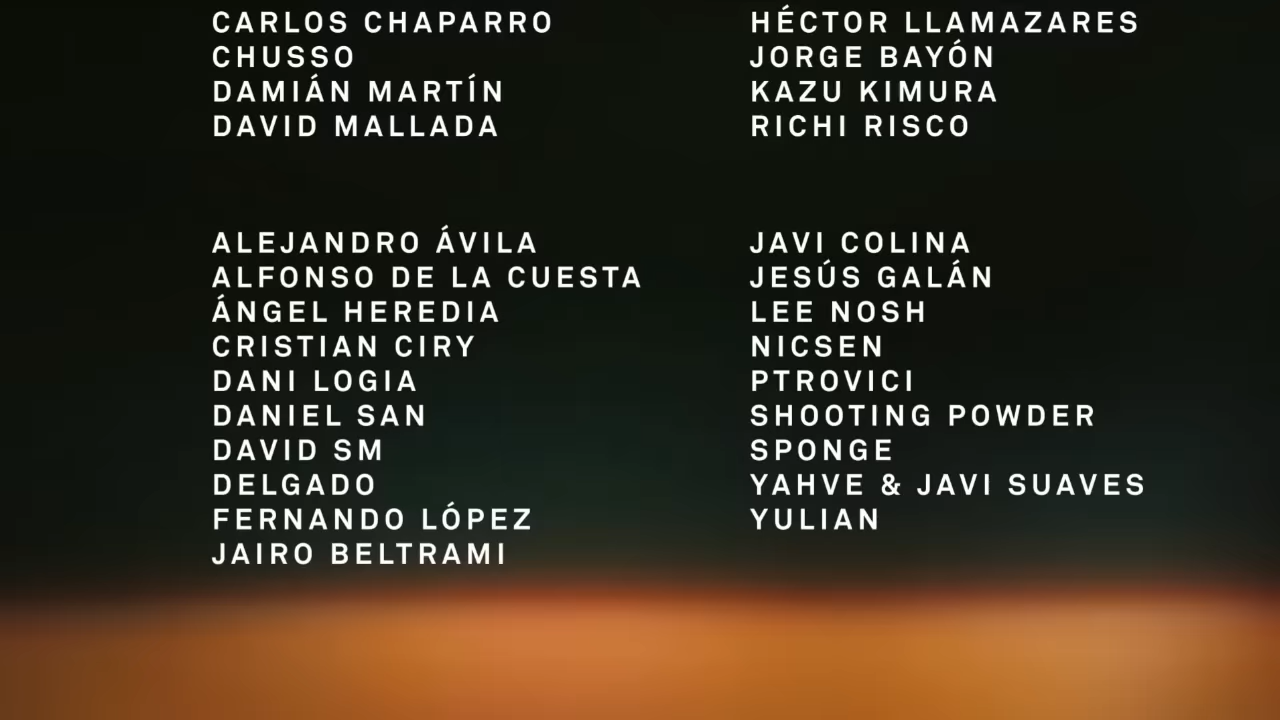 CARLOS CHAPARRO
CHUSSO
DAMIÁN MARTÍN
DAVID MALLADA
HÉCTOR LLAMAZARES
JORGE BAYÓN
KAZU KIMURA
RICHI RISCO
ALEJANDRO ÁVILA
ALFONSO DE LA CUESTA
ÁNGEL HEREDIA
CRISTIAN CIRY
DANI LOGIA
DANIEL SAN
DAVID SM
DELGADO
FERNANDO LÓPEZ
JAIRO BELTRAMI
JAVI COLINA
JESÚS GALÁN
LEE NOSH
NICSEN
PTROVICI
SHOOTING POWDER
SPONGE
YAHVE & JAVI SUAVES
YULIAN